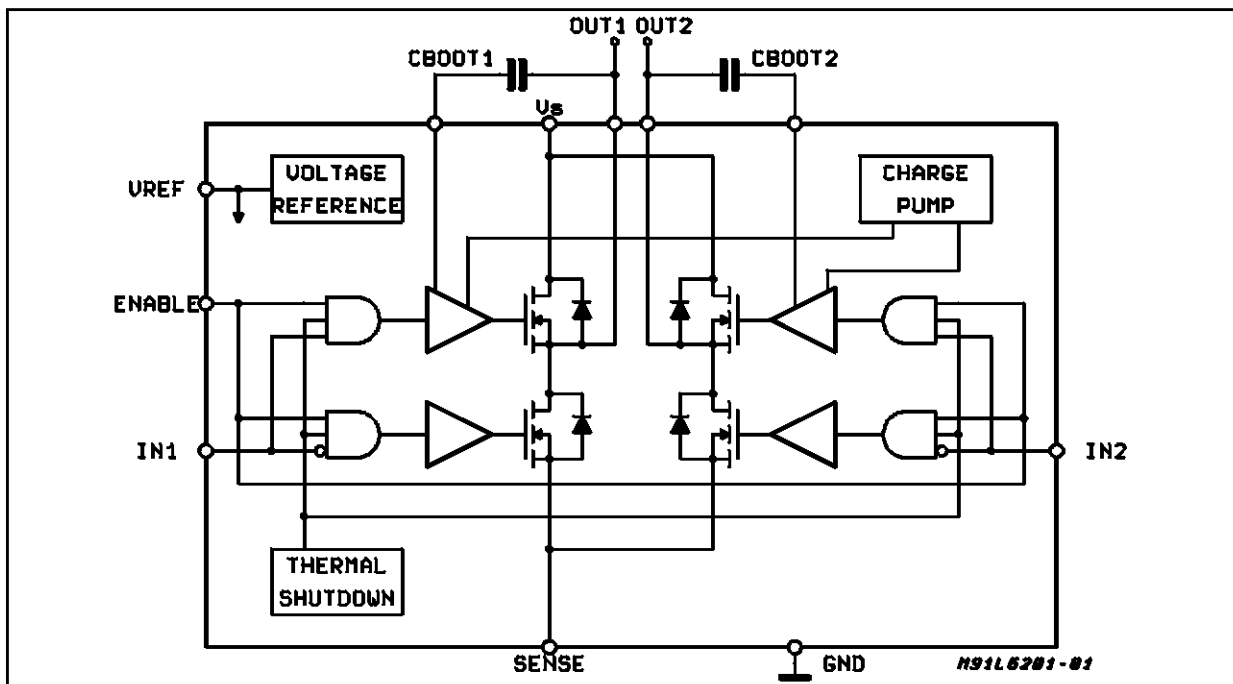 OUT1 OUT2
CBOOT1
CBOOT2
Vs
VREF
VOLTAGE
REFERENCE
CHARGE
PUMP
ENABLE
IN1
IN2
THERMAL
SHUTDOWN
SENSE
GND
M91L6201-01